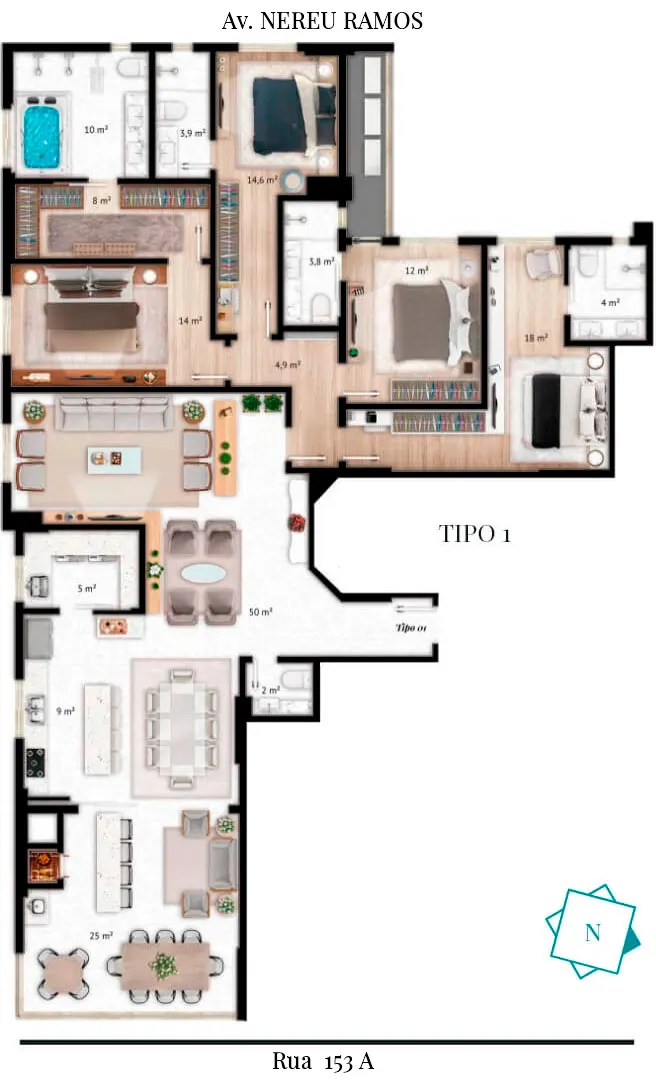 Av. NEREU RAMOS
10 m²
3,9 m²
14,6 m²
8 m²
3,8 m²
12 m²
4 m²
14 m²
18 m²
4,9 m²
TIPO 1
5 m²
50 m²
Tipo 01
2 m²
9 m²
25 m²
N
Rua 153 A